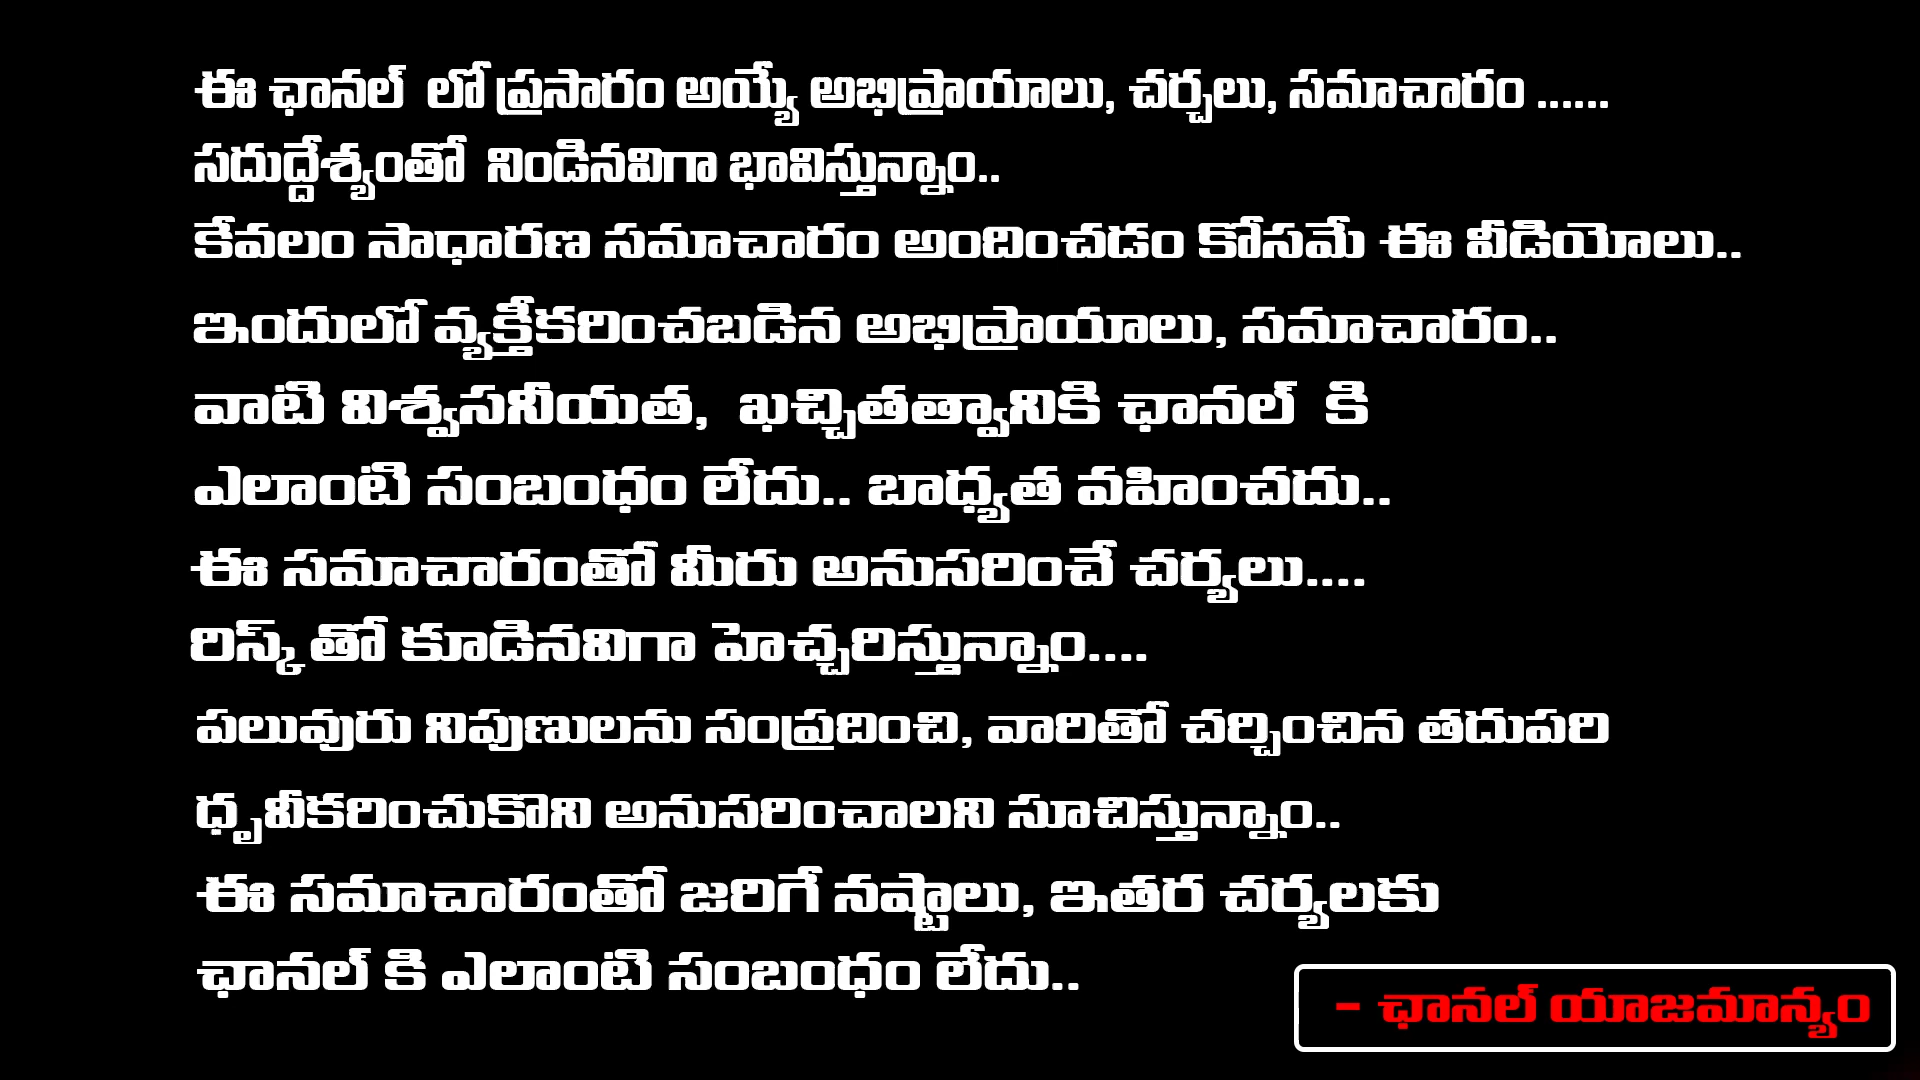 ఈ ఛానల్ లో ప్రసారం అయ్యే అభిప్రాయాలు, చర్చలు, సమాచారం ......
సదుద్దేశ్యంతో నిండినవిగా భావిస్తున్నాం..
కేవలం సాధారణ సమాచారం అందించడం కోసమే ఈ వీడియోలు..
ఇందులో వ్యక్తీకరించబడిన అభిప్రాయాలు, సమాచారం..
వాటి విశ్వసనీయత, ఖచ్చితత్వానికి ఛానల్ కి
ఎలాంటి సంబంధం లేదు.. బాధ్యత వహించదు..
ఈ సమాచారంతో మీరు అనుసరించే చర్యలు....
రిస్క్ తో కూడినవిగా హెచ్చరిస్తున్నాం....
పలువురు నిపుణులను సంప్రదించి, వారితో చర్చించిన తదుపరి
ధృవీకరించుకొని అనుసరించాలని సూచిస్తున్నాం..
ఈ సమాచారంతో జరిగే నష్టాలు, ఇతర చర్యలకు
ఛానల్ కి ఎలాంటి సంబంధం లేదు..
- ఛానల్ యాజమాన్యం